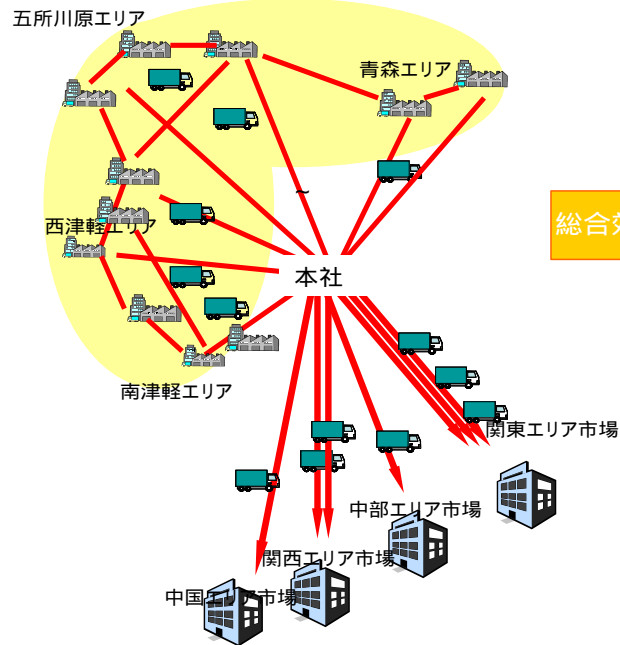 五所川原エリア
青森エリア
~
西津軽エリア
総合
本社
南津軽エリア
関東エリア市場
中部エリア市場
関西エリア市場
中国エリア市場